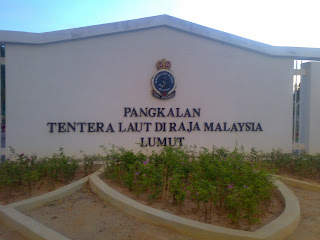 PANGKALAN
TENTERA LAUT DI RAJA MALAYSIA
LUMUT